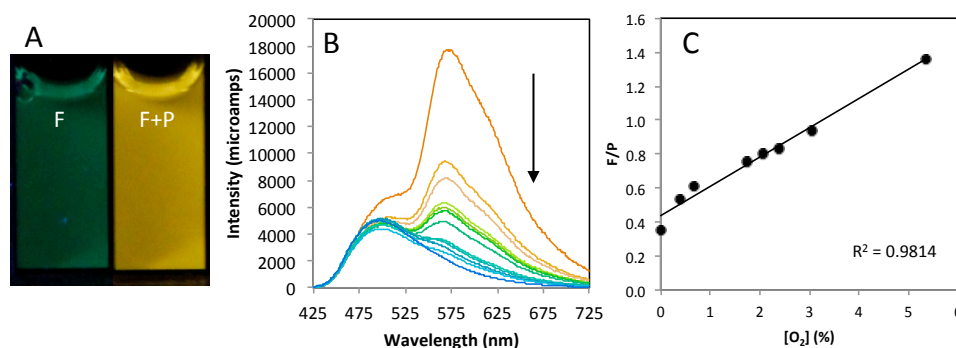 A
F
F+P
B
Intensity (microamps)
20000
18000
16000
14000
12000
10000
8000
6000
4000
2000
0
425 475 525 575 625 675 725
Wavelength (nm)
C
F/P
1.6
1.4
1.2
1.0
0.8
0.6
0.4
0.2
0.0
R² = 0.9814
0 1 2 3 4 5 6
[O₂] (%)